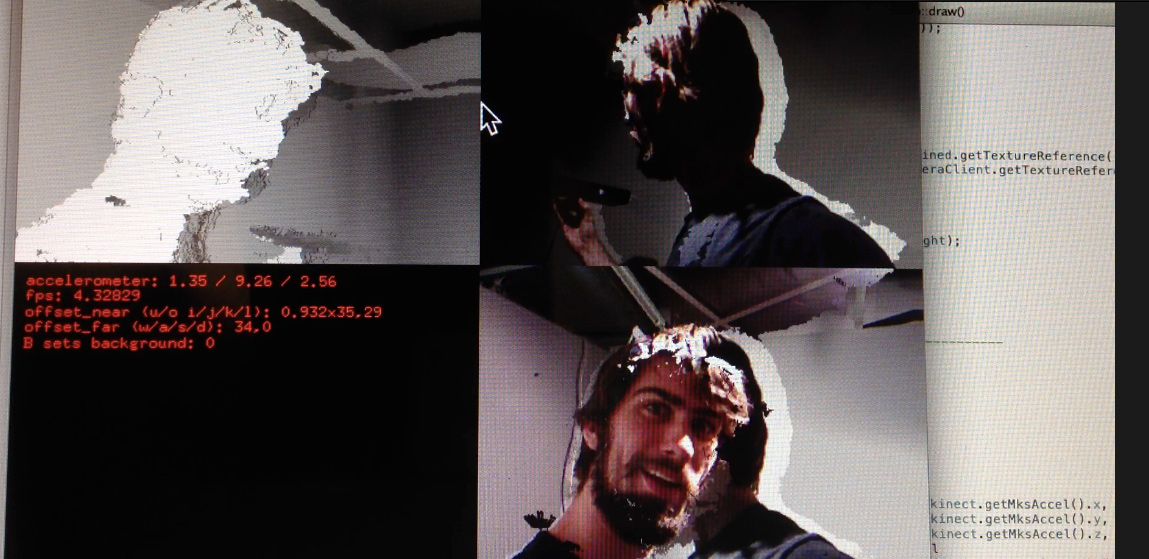 accelerometer: 1.35 / 9.26 / 2.56
fps: 4.32829
offset_near (u/o i/j/k/l): 0.932x35,29
offset_far (w/a/s/d): 34,0
B sets background: 0
::draw()
));
ined.getTextureReference(
eraClient.getTextureRefer
ght);
kinect.getMksAccel().x,
kinect.getMksAccel().y,
kinect.getMksAccel().z,
l